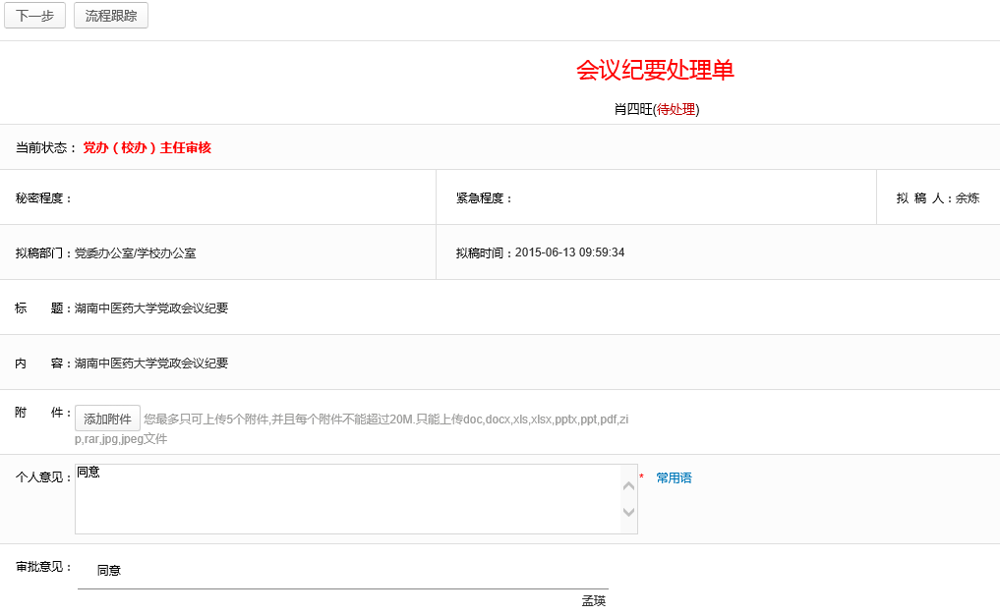 下一步 流程跟踪
会议纪要处理单
肖四旺(待处理)
当前状态： 党办（校办）主任审核
秘密程度： 紧急程度： 拟 稿 人：余炼
拟稿部门：党委办公室/学校办公室 拟稿时间：2015-06-13 09:59:34
标 题：湖南中医药大学党政会议纪要
内 容：湖南中医药大学党政会议纪要
附 件： 添加附件 您最多只可上传5个附件,并且每个附件不能超过20M.只能上传doc,docx,xls,xlsx,pptx,ppt,pdf,zi
p,rar,jpg,jpeg文件
个人意见： 同意 * 常用语
审批意见： 同意
孟瑛